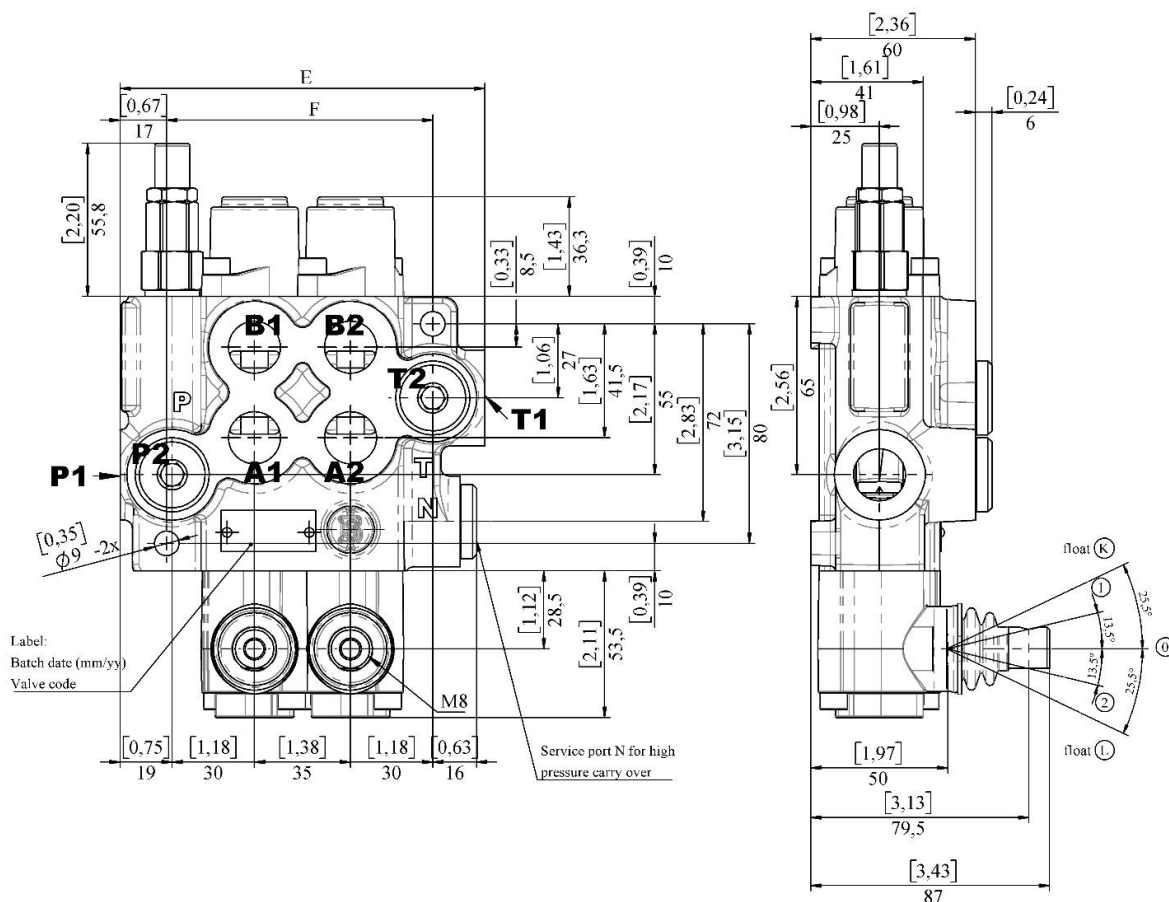 E
[0,67]
17
F
[2,20]
55,8
[0,33]
8,5
[1,43]
36,3
[0,39]
10
B1
B2
[1,06]
27
[1,63]
41,5
[2,17]
55
[2,83]
72
[3,15]
80
T2
T1
P
P2
P1
A1
A2
T
N
[0,35]
Ø9 -2x
[1,12]
28,5
[2,11]
53,5
[0,39]
10
Label:
Batch date (mm/yy)
Valve code
M8
[0,75]
19
[1,18]
30
[1,38]
35
[1,18]
30
[0,63]
16
Service port N for high
pressure carry over
[2,36]
60
[1,61]
41
[0,98]
25
[0,24]
6
[2,56]
65
float K
1
25,5°
13,5°
0
13,5°
25,5°
2
float L
[1,97]
50
[3,13]
79,5
[3,43]
87